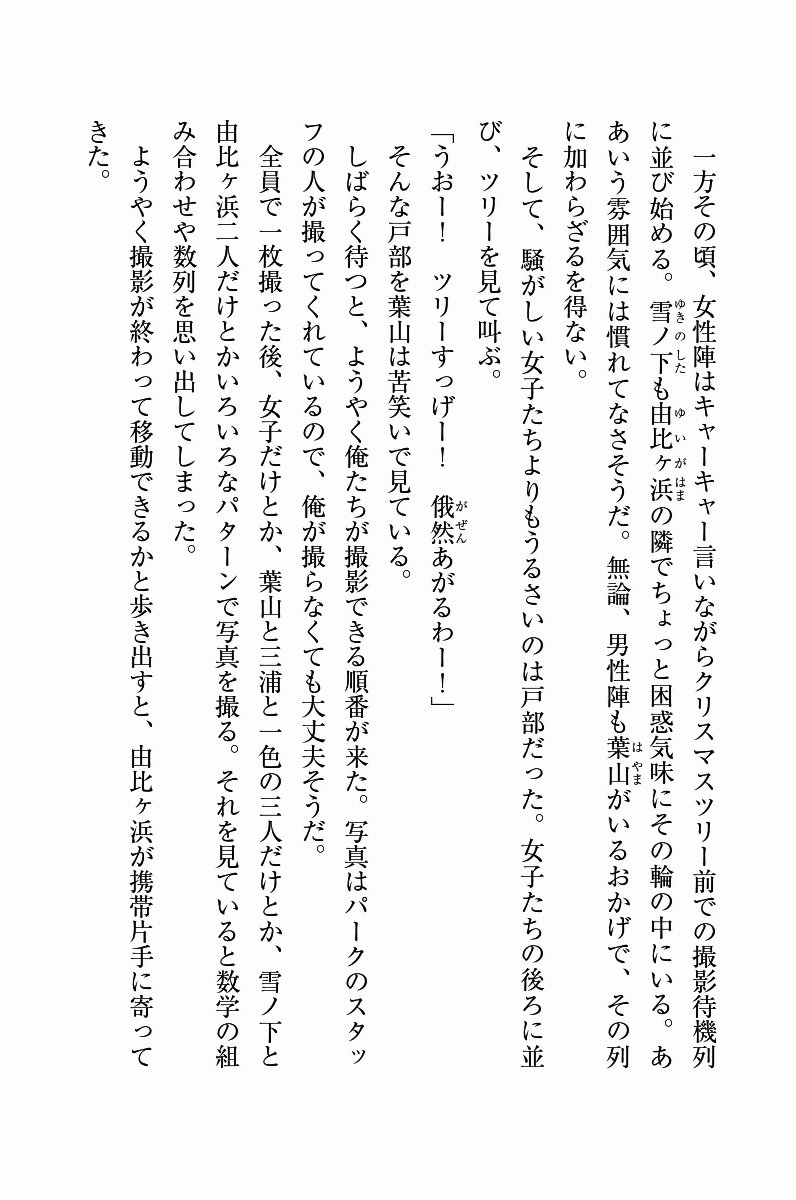 一方その頃、女性陣はキャーキャー言いながらクリスマスツリー前での撮影待機列
に並び始める。雪ノ下も由比ヶ浜の隣でちょっと困惑気味にその輪の中にいる。あ
あいう雰囲気には慣れてなさそうだ。無論、男性陣も葉山がいるおかげで、その列
に加わらざるを得ない。
そして、騒がしい女子たちよりもうるさいのは戸部だった。女子たちの後ろに並
び、ツリーを見て叫ぶ。
「うおー！　ツリーすっげー！　俄然あがるわー！」
そんな戸部を葉山は苦笑いで見ている。
しばらく待つと、ようやく俺たちが撮影できる順番が来た。写真はパークのスタッ
フの人が撮ってくれているので、俺が撮らなくても大丈夫そうだ。
全員で一枚撮った後、女子だけとか、葉山と三浦と一色の三人だけとか、雪ノ下と
由比ヶ浜二人だけとかいろいろなパターンで写真を撮る。それを見ていると数学の組
み合わせや数列を思い出してしまった。
ようやく撮影が終わって移動できるかと歩き出すと、由比ヶ浜が携帯片手に寄って
きた。